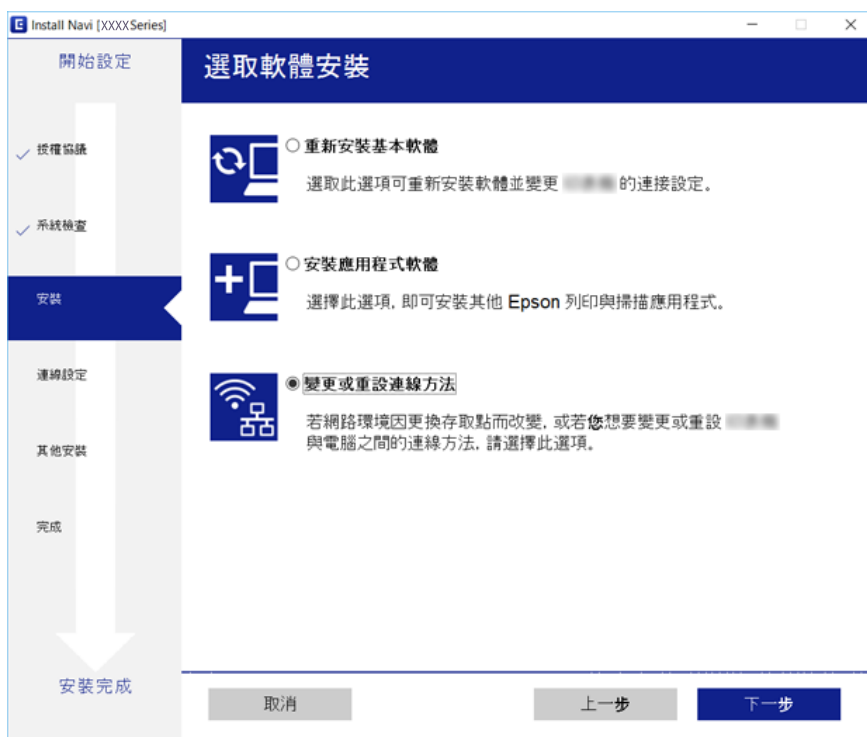 Install Navi [XXXX Series]
開始設定
授權協議
系統檢查
安裝
連線設定
其他安裝
完成
安裝完成
選取軟體安裝
重新安裝基本軟體
選取此選項可重新安裝軟體並變更 的連接設定。
安裝應用程式軟體
選擇此選項, 即可安裝其他 Epson 列印與掃描應用程式。
變更或重設連線方法
若網路環境因更換存取點而改變, 或若您想要變更或重設
與電腦之間的連線方法, 請選擇此選項。
取消
上一步
下一步